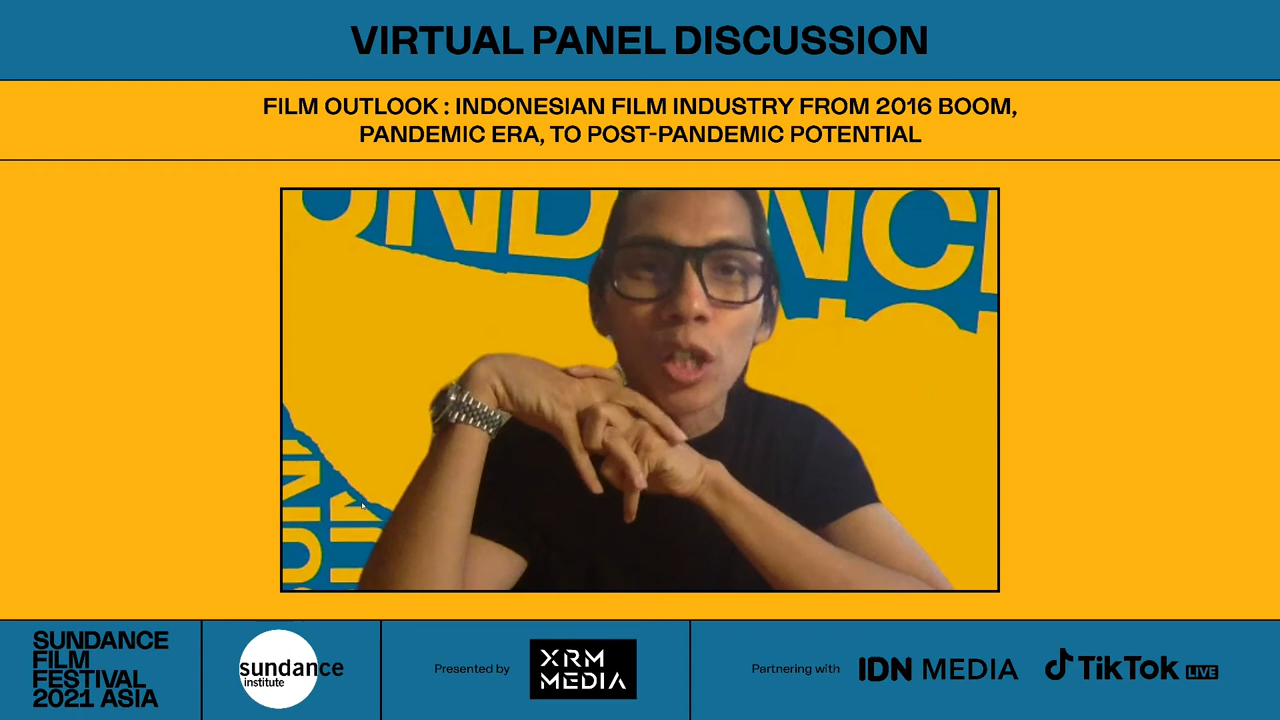 VIRTUAL PANEL DISCUSSION
FILM OUTLOOK : INDONESIAN FILM INDUSTRY FROM 2016 BOOM,
PANDEMIC ERA, TO POST-PANDEMIC POTENTIAL
SUNDANCE
FILM
FESTIVAL
2021 ASIA
sundance
institute
Presented by
XRM
MEDIA
Partnering with
IDN MEDIA
TikTok LIVE